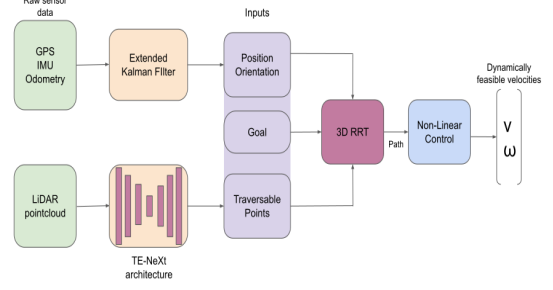 Raw sensor
data
Inputs
GPS
IMU
Odometry
Extended
Kalman FIlter
Position
Orientation
Dynamically
feasible velocities
Goal
3D RRT
Path
Non-Linear
Control
v
ω
LiDAR
pointcloud
Traversable
Points
TE-NeXt
architecture